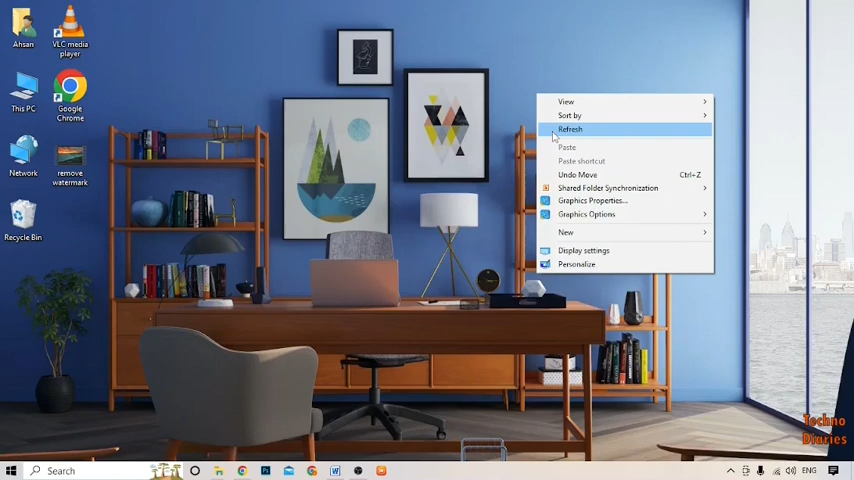 Ahsan
VLC media
player
This PC
Google
Chrome
Network
remove
watermark
Recycle Bin
View
Sort by
Refresh
Paste
Paste shortcut
Undo Move Ctrl+Z
Shared Folder Synchronization
Graphics Properties...
Graphics Options
New
Display settings
Personalize
Techno
Diaries
Search
ENG